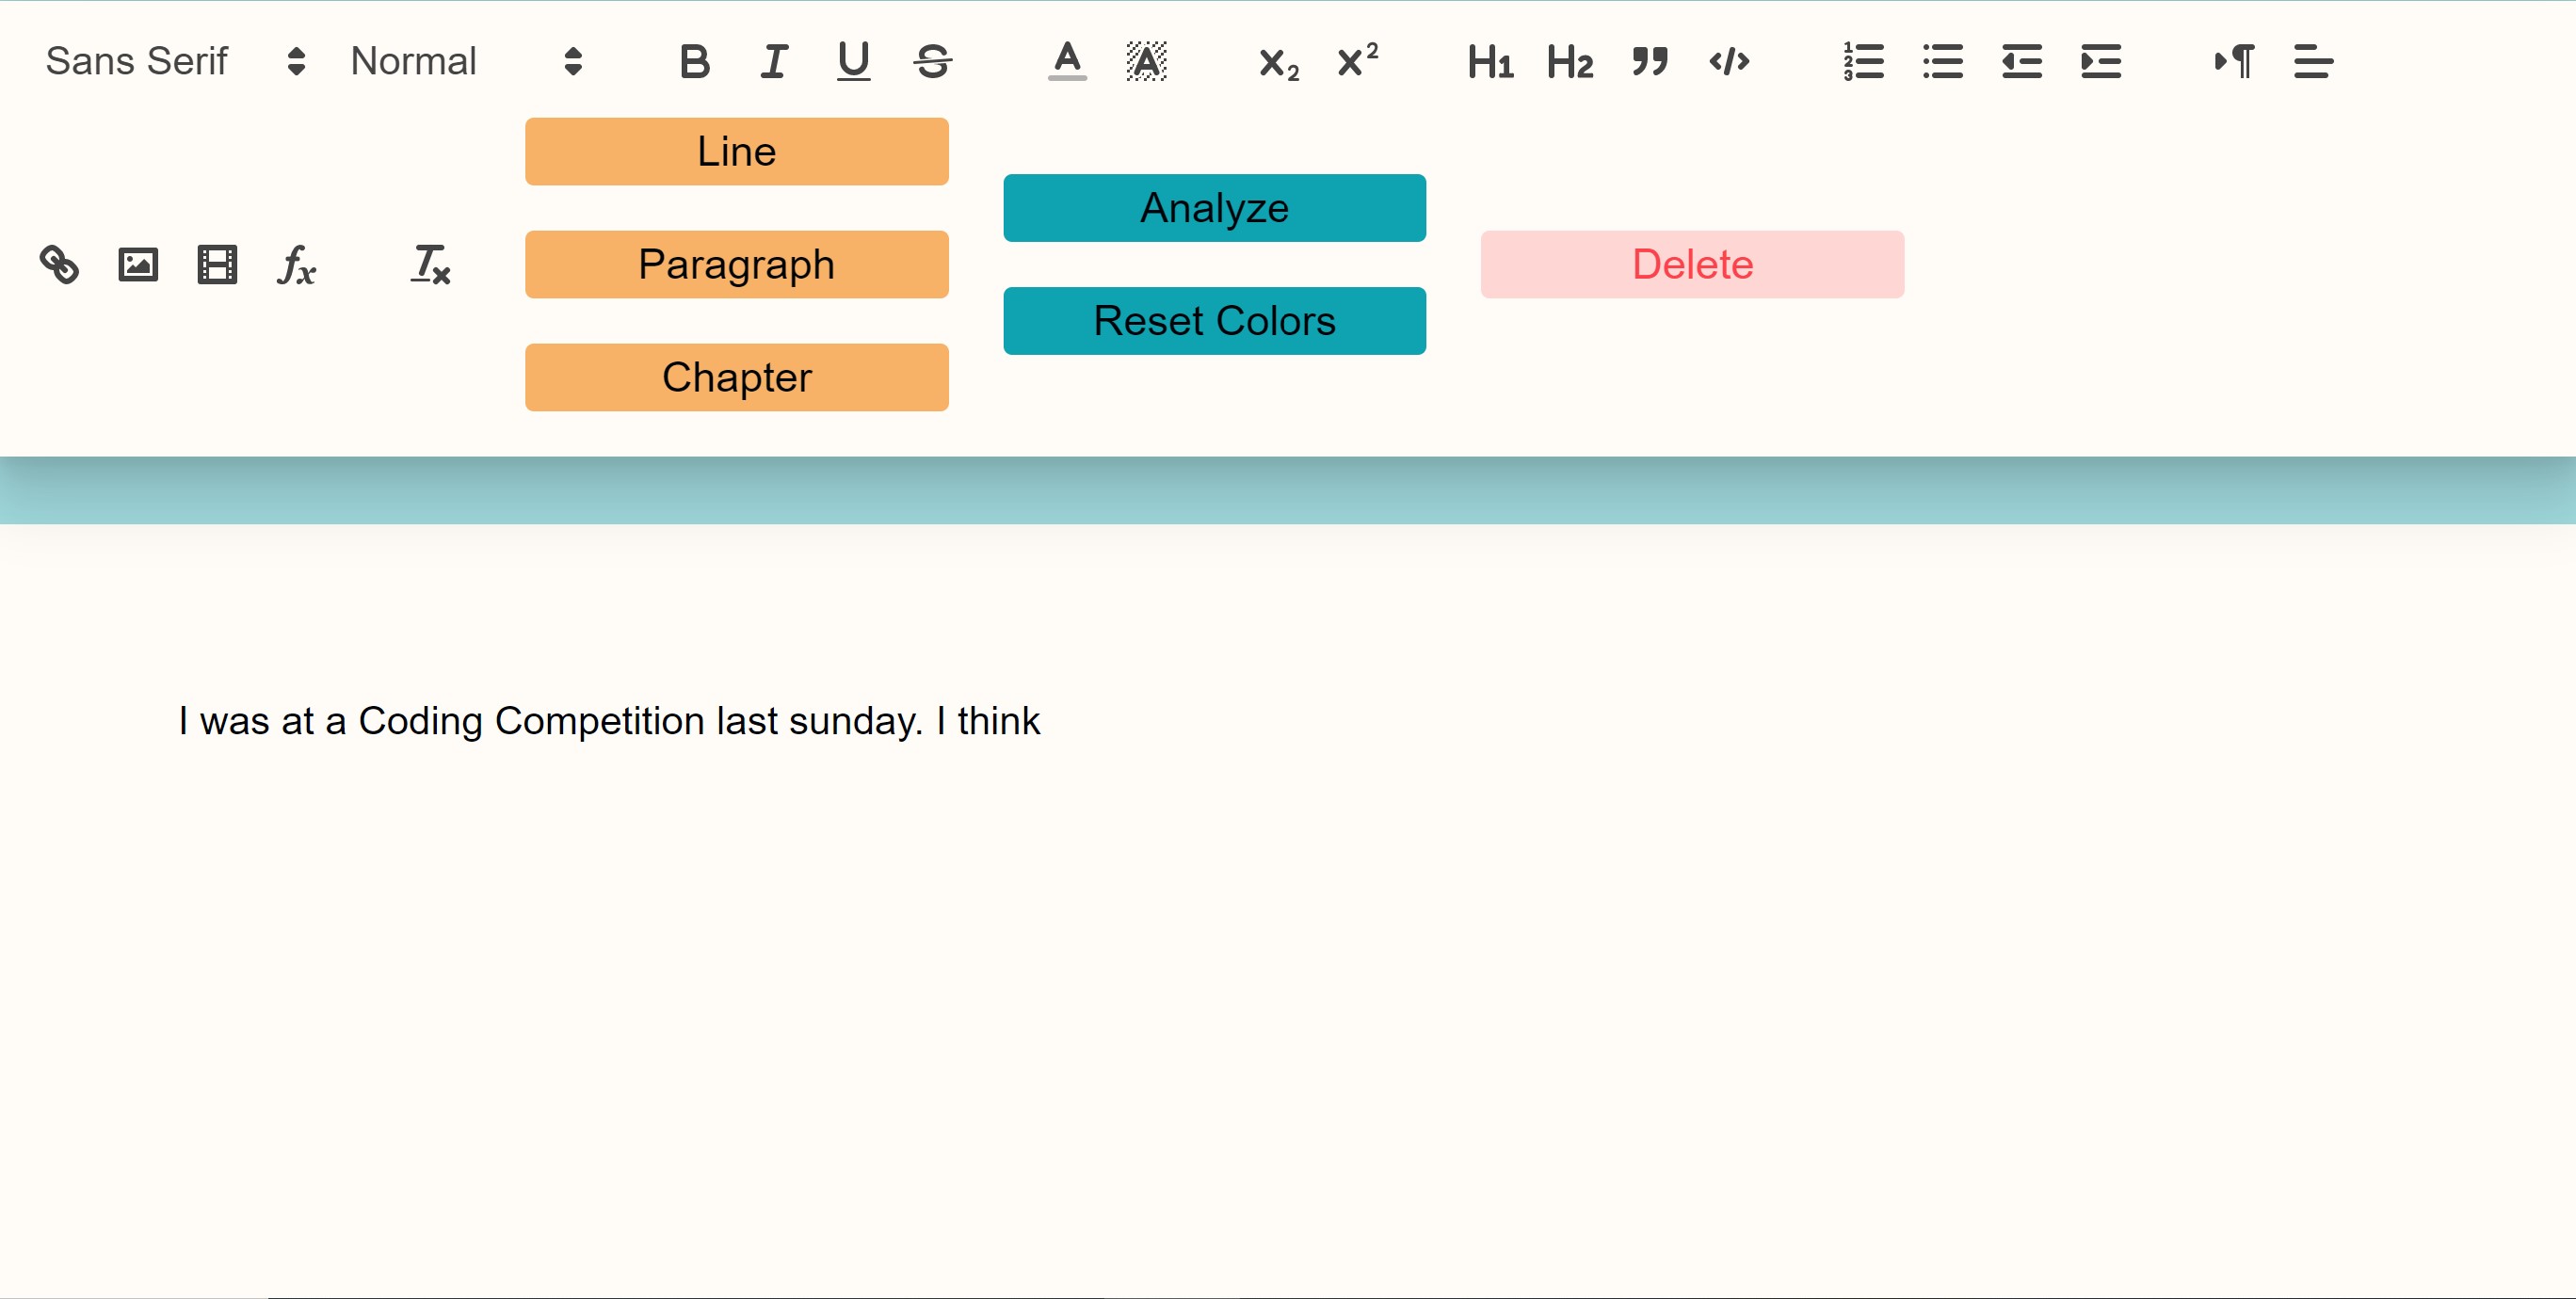 Sans Serif Normal
Line
Analyze
Paragraph
Delete
Reset Colors
Chapter
I was at a Coding Competition last sunday. I think